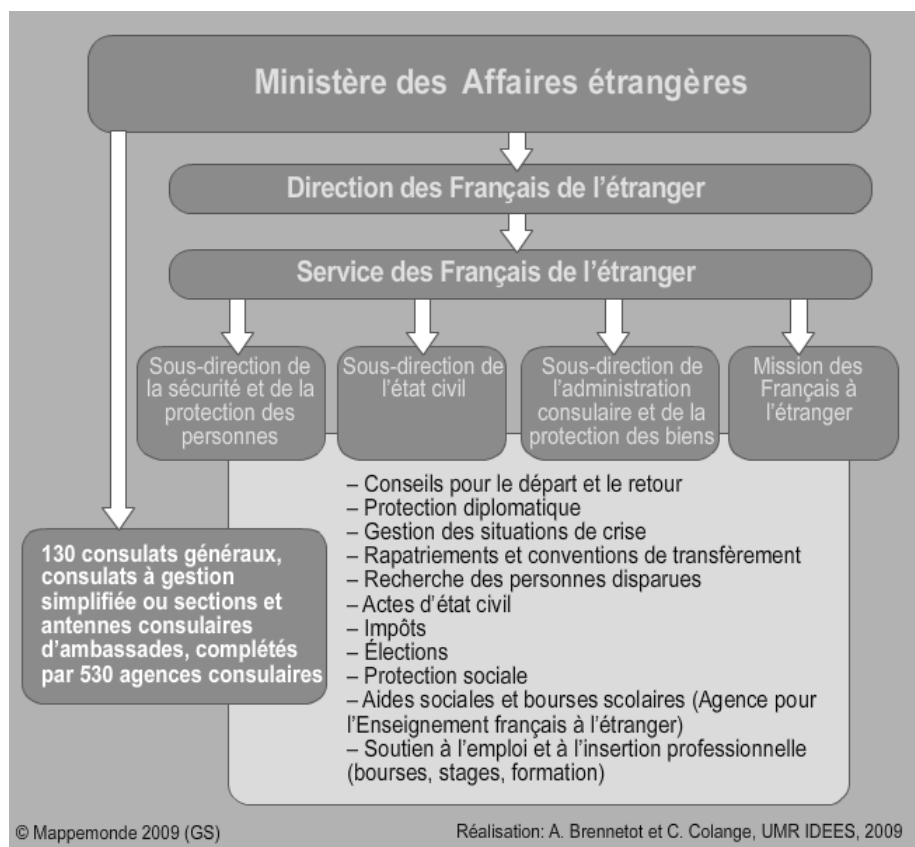 Ministère des Affaires étrangères
Direction des Français de l'étranger
Service des Français de l'étranger
Sous-direction de
la sécurité et de la
protection des
personnes
Sous-direction de
l'état civil
Sous-direction de
l'administration
consulaire et de la
protection des biens
Mission des
Français à
l'étranger
130 consulats généraux,
consulats à gestion
simplifiée ou sections et
antennes consulaires
d'ambassades, complétés
par 530 agences consulaires
– Conseils pour le départ et le retour
– Protection diplomatique
– Gestion des situations de crise
– Rapatriements et conventions de transfèrement
– Recherche des personnes disparues
– Actes d'état civil
– Impôts
– Élections
– Protection sociale
– Aides sociales et bourses scolaires (Agence pour
l'Enseignement français à l'étranger)
– Soutien à l'emploi et à l'insertion professionnelle
(bourses, stages, formation)
© Mappemonde 2009 (GS)
Réalisation: A. Brennetot et C. Colange, UMR IDEES, 2009